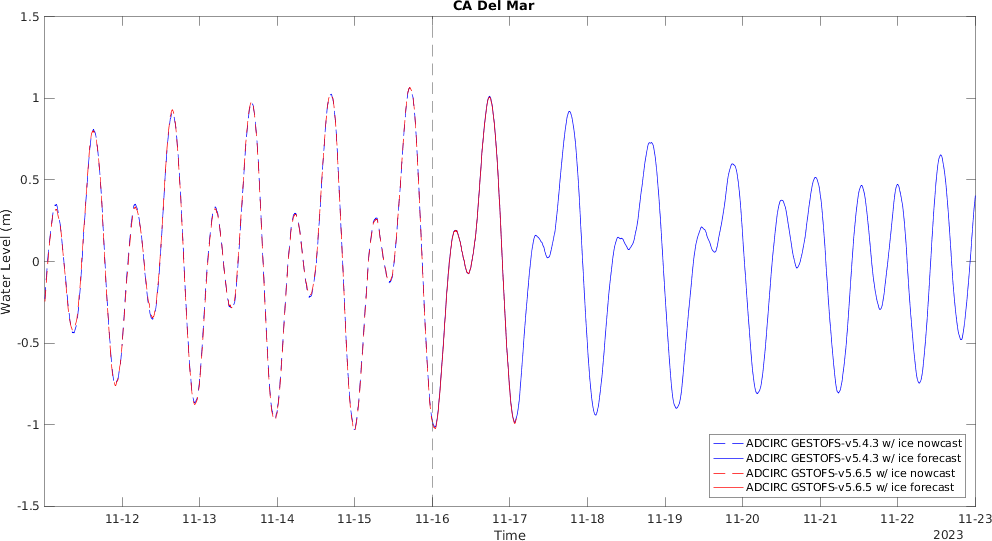 CA Del Mar
1.5
1
0.5
0
-0.5
-1
-1.5
Water Level (m)
11-12 11-13 11-14 11-15 11-16 11-17 11-18 11-19 11-20 11-21 11-22 11-23
Time
2023
ADCIRC GESTOFS-v5.4.3 w/ ice nowcast
ADCIRC GESTOFS-v5.4.3 w/ ice forecast
ADCIRC GSTOFS-v5.6.5 w/ ice nowcast
ADCIRC GSTOFS-v5.6.5 w/ ice forecast